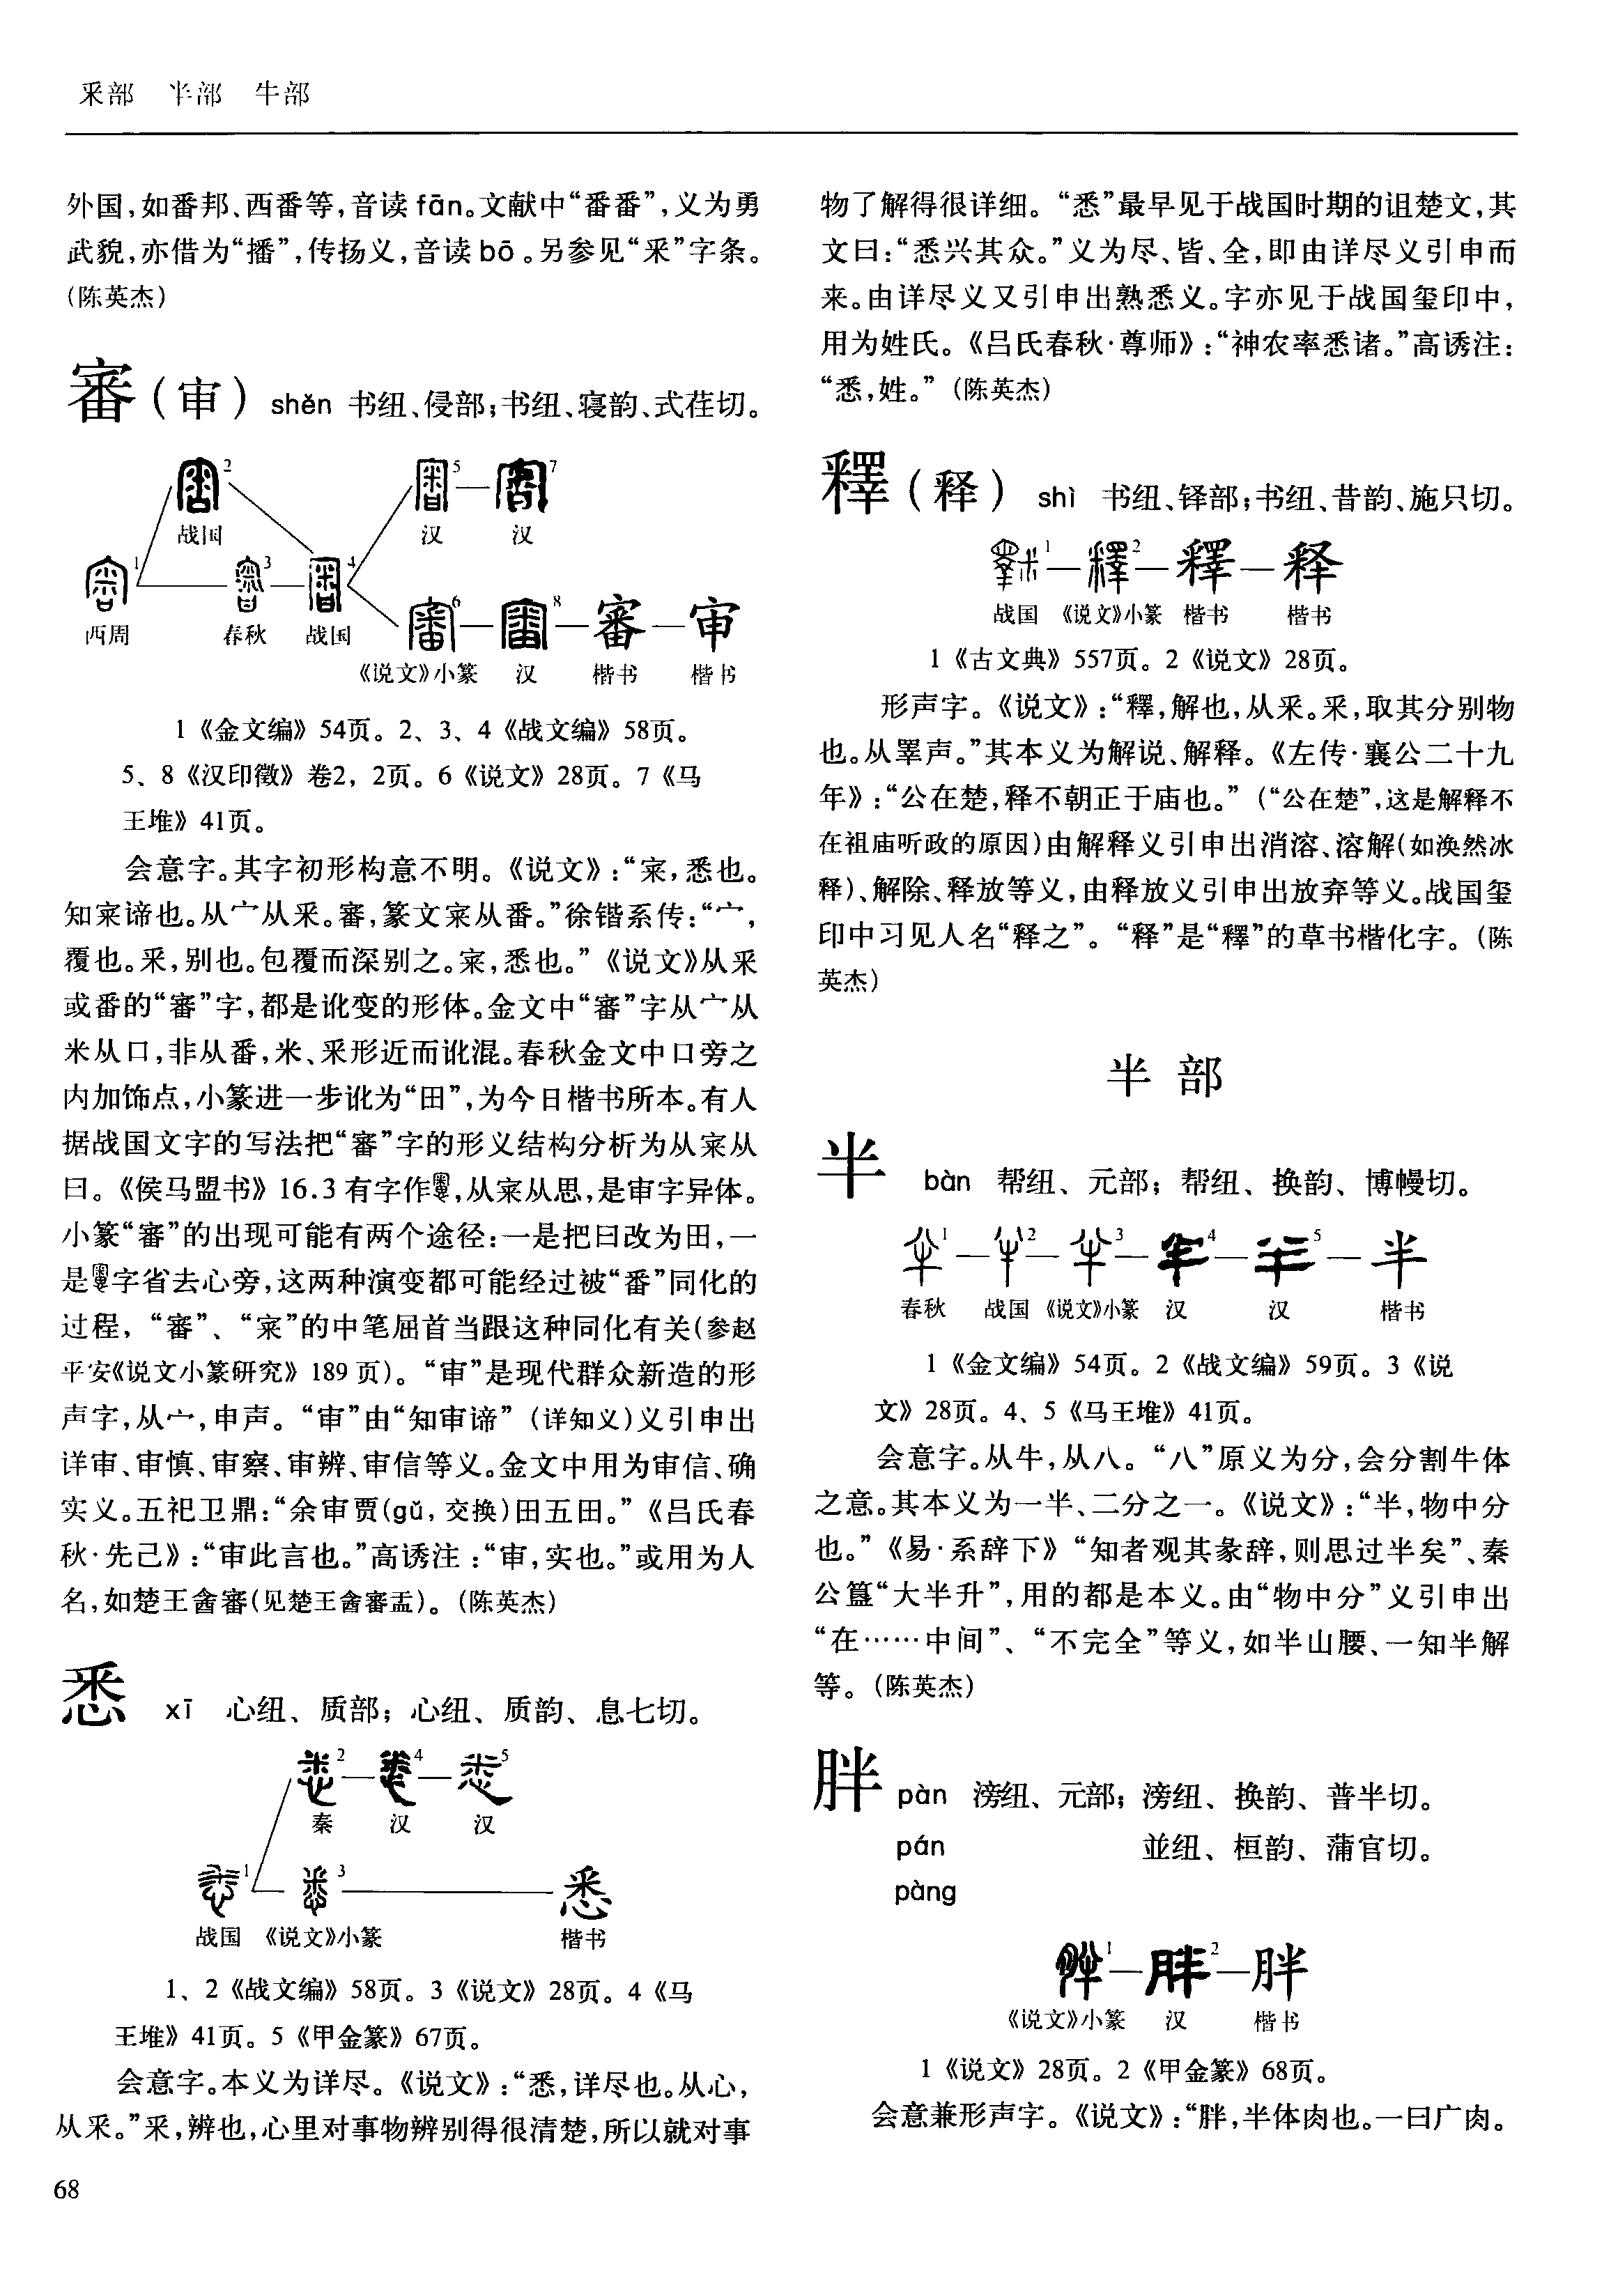 釆部　半部　牛部
外国，如番邦、西番等，音读fān。文献中“番番”，义为勇
武貌，亦借为“播”，传扬义，音读bō。另参见“釆”字条。
（陈英杰）
審（审） shěn 书纽、侵部；书纽、寝韵、式荏切。
2 5 7
战国 汉 汉
1 3 4
西周 春秋 战国
6 8 審 审
《说文》小篆 汉 楷书 楷书
1《金文编》54页。2、3、4《战文编》58页。
5、8《汉印徵》卷2，2页。6《说文》28页。7《马
王堆》41页。
会意字。其字初形构意不明。《说文》：“宷，悉也。
知宷谛也。从宀从釆。審，篆文宷从番。”徐锴系传：“宀，
覆也。釆，别也。包覆而深别之。宷，悉也。”《说文》从釆
或番的“審”字，都是讹变的形体。金文中“審”字从宀从
米从口，非从番，米、釆形近而讹混。春秋金文中口旁之
内加饰点，小篆进一步讹为“田”，为今日楷书所本。有人
据战国文字的写法把“審”字的形义结构分析为从宷从
曰。《侯马盟书》16.3有字作，从宷从思，是审字异体。
小篆“審”的出现可能有两个途径：一是把曰改为田，一
是字省去心旁，这两种演变都可能经过被“番”同化的
过程，“審”、“宷”的中笔屈首当跟这种同化有关（参赵
平安《说文小篆研究》189页）。“审”是现代群众新造的形
声字，从宀，申声。“审”由“知审谛”（详知义）义引申出
详审、审慎、审察、审辨、审信等义。金文中用为审信、确
实义。五祀卫鼎：“余审贾（gǔ，交换）田五田。”《吕氏春
秋·先己》：“审此言也。”高诱注：“审，实也。”或用为人
名，如楚王酓審（见楚王酓審盂）。（陈英杰）
悉 xī 心纽、质部；心纽、质韵、息七切。
2 4 5
秦 汉 汉
1 3 悉
战国 《说文》小篆 楷书
1、2《战文编》58页。3《说文》28页。4《马
王堆》41页。5《甲金篆》67页。
会意字。本义为详尽。《说文》：“悉，详尽也。从心，
从釆。”釆，辨也，心里对事物辨别得很清楚，所以就对事
68
物了解得很详细。“悉”最早见于战国时期的诅楚文，其
文曰：“悉兴其众。”义为尽、皆、全，即由详尽义引申而
来。由详尽义又引申出熟悉义。字亦见于战国玺印中，
用为姓氏。《吕氏春秋·尊师》：“神农率悉诸。”高诱注：
“悉，姓。”（陈英杰）
釋（释） shì 书纽、铎部；书纽、昔韵、施只切。
1 2 釋 释
战国 《说文》小篆 楷书 楷书
1《古文典》557页。2《说文》28页。
形声字。《说文》：“釋，解也，从釆。釆，取其分别物
也。从睪声。”其本义为解说、解释。《左传·襄公二十九
年》：“公在楚，释不朝正于庙也。”（“公在楚”，这是解释不
在祖庙听政的原因）由解释义引申出消溶、溶解（如涣然冰
释）、解除、释放等义，由释放义引申出放弃等义。战国玺
印中习见人名“释之”。“释”是“釋”的草书楷化字。（陈
英杰）
半 部
半 bàn 帮纽、元部；帮纽、换韵、博幔切。
1 2 3 4 5 半
春秋 战国 《说文》小篆 汉 汉 楷书
1《金文编》54页。2《战文编》59页。3《说
文》28页。4、5《马王堆》41页。
会意字。从牛，从八。“八”原义为分，会分割牛体
之意。其本义为一半、二分之一。《说文》：“半，物中分
也。”《易·系辞下》“知者观其彖辞，则思过半矣”、秦
公簋“大半升”，用的都是本义。由“物中分”义引申出
“在……中间”、“不完全”等义，如半山腰、一知半解
等。（陈英杰）
胖 pàn 滂纽、元部；滂纽、换韵、普半切。
pán 並纽、桓韵、蒲官切。
pàng
1 2 胖
《说文》小篆 汉 楷书
1《说文》28页。2《甲金篆》68页。
会意兼形声字。《说文》：“胖，半体肉也。一曰广肉。